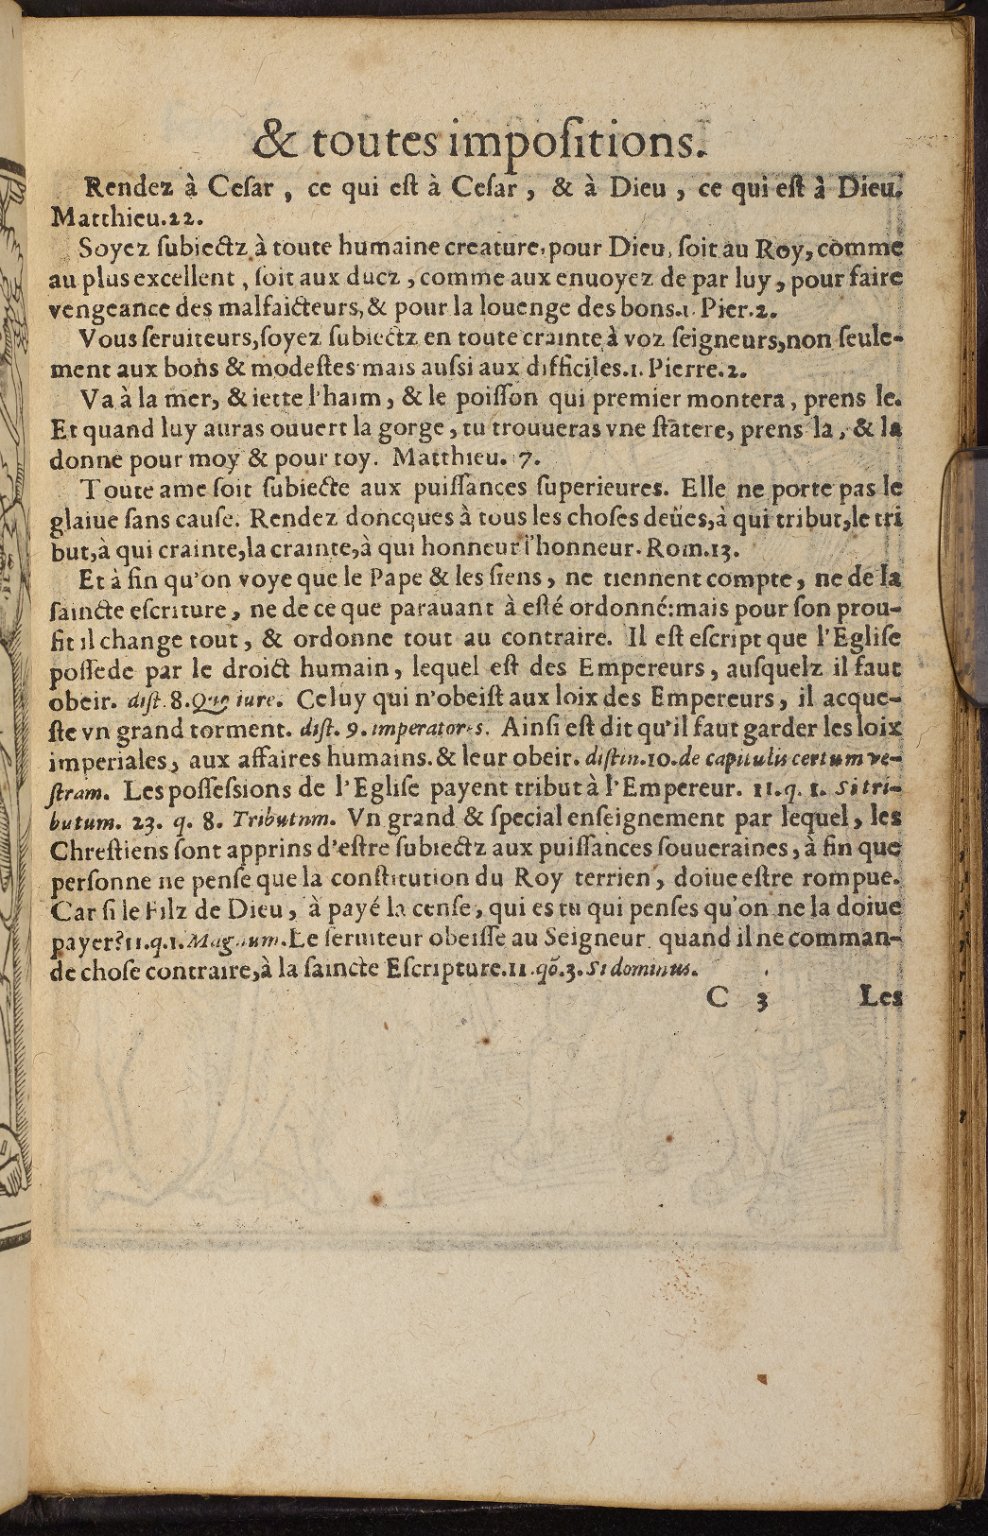 & toutes impoſitions.
Rendez à Ceſar, ce qui eſt à Ceſar, & à Dieu, ce qui eſt à Dieu.
Matthieu.22.
Soyez ſubiectz à toute humaine creature, pour Dieu, ſoit au Roy, comme
au plus excellent, ſoit aux ducz, comme aux enuoyez de par luy, pour faire
vengeance des malfaicteurs, & pour la louenge des bons.1. Pier.2.
Vous ſeruiteurs, ſoyez ſubiectz en toute crainte à voz ſeigneurs, non ſeule-
ment aux bons & modeſtes mais auſsi aux difficiles.1. Pierre.2.
Va à la mer, & iette l'haim, & le poiſſon qui premier montera, prens le.
Et quand luy auras ouuert la gorge, tu trouueras vne ſtatere, prens la, & la
donne pour moy & pour toy. Matthieu. 7.
Toute ame ſoit ſubiecte aux puiſſances ſuperieures. Elle ne porte pas le
glaiue ſans cauſe. Rendez doncques à tous les choſes deües, à qui tribut, le tri
but, à qui crainte, la crainte, à qui honneur l'honneur. Rom.13.
Et à fin qu'on voye que le Pape & les ſiens, ne tiennent compte, ne de la
ſaincte eſcriture, ne de ce que parauant à eſté ordonné: mais pour ſon prou-
fit il change tout, & ordonne tout au contraire. Il eſt eſcript que l'Egliſe
poſſede par le droict humain, lequel eſt des Empereurs, auſquelz il faut
obeir. diſt. 8. Quo iure. Celuy qui n'obeiſt aux loix des Empereurs, il acque-
ſte vn grand torment. diſt. 9. imperatores. Ainſi eſt dit qu'il faut garder les loix
imperiales, aux affaires humains. & leur obeir. diſtin.10. de capitulis certum ve-
ſtram. Les poſſeſsions de l'Egliſe payent tribut à l'Empereur. 11.q. 1. Si tri-
butum. 23. q. 8. Tributum. Vn grand & ſpecial enſeignement par lequel, les
Chreſtiens ſont apprins d'eſtre ſubiectz aux puiſſances ſouueraines, à fin que
perſonne ne penſe que la conſtitution du Roy terrien, doiue eſtre rompue.
Car ſi le Filz de Dieu, à payé la cenſe, qui es tu qui penſes qu'on ne la doiue
payer? 11.q.1. Magnum. Le ſeruiteur obeiſſe au Seigneur quand il ne comman-
de choſe contraire, à la ſaincte Eſcripture.11.qõ.3. Si dominus.
C 3 Les